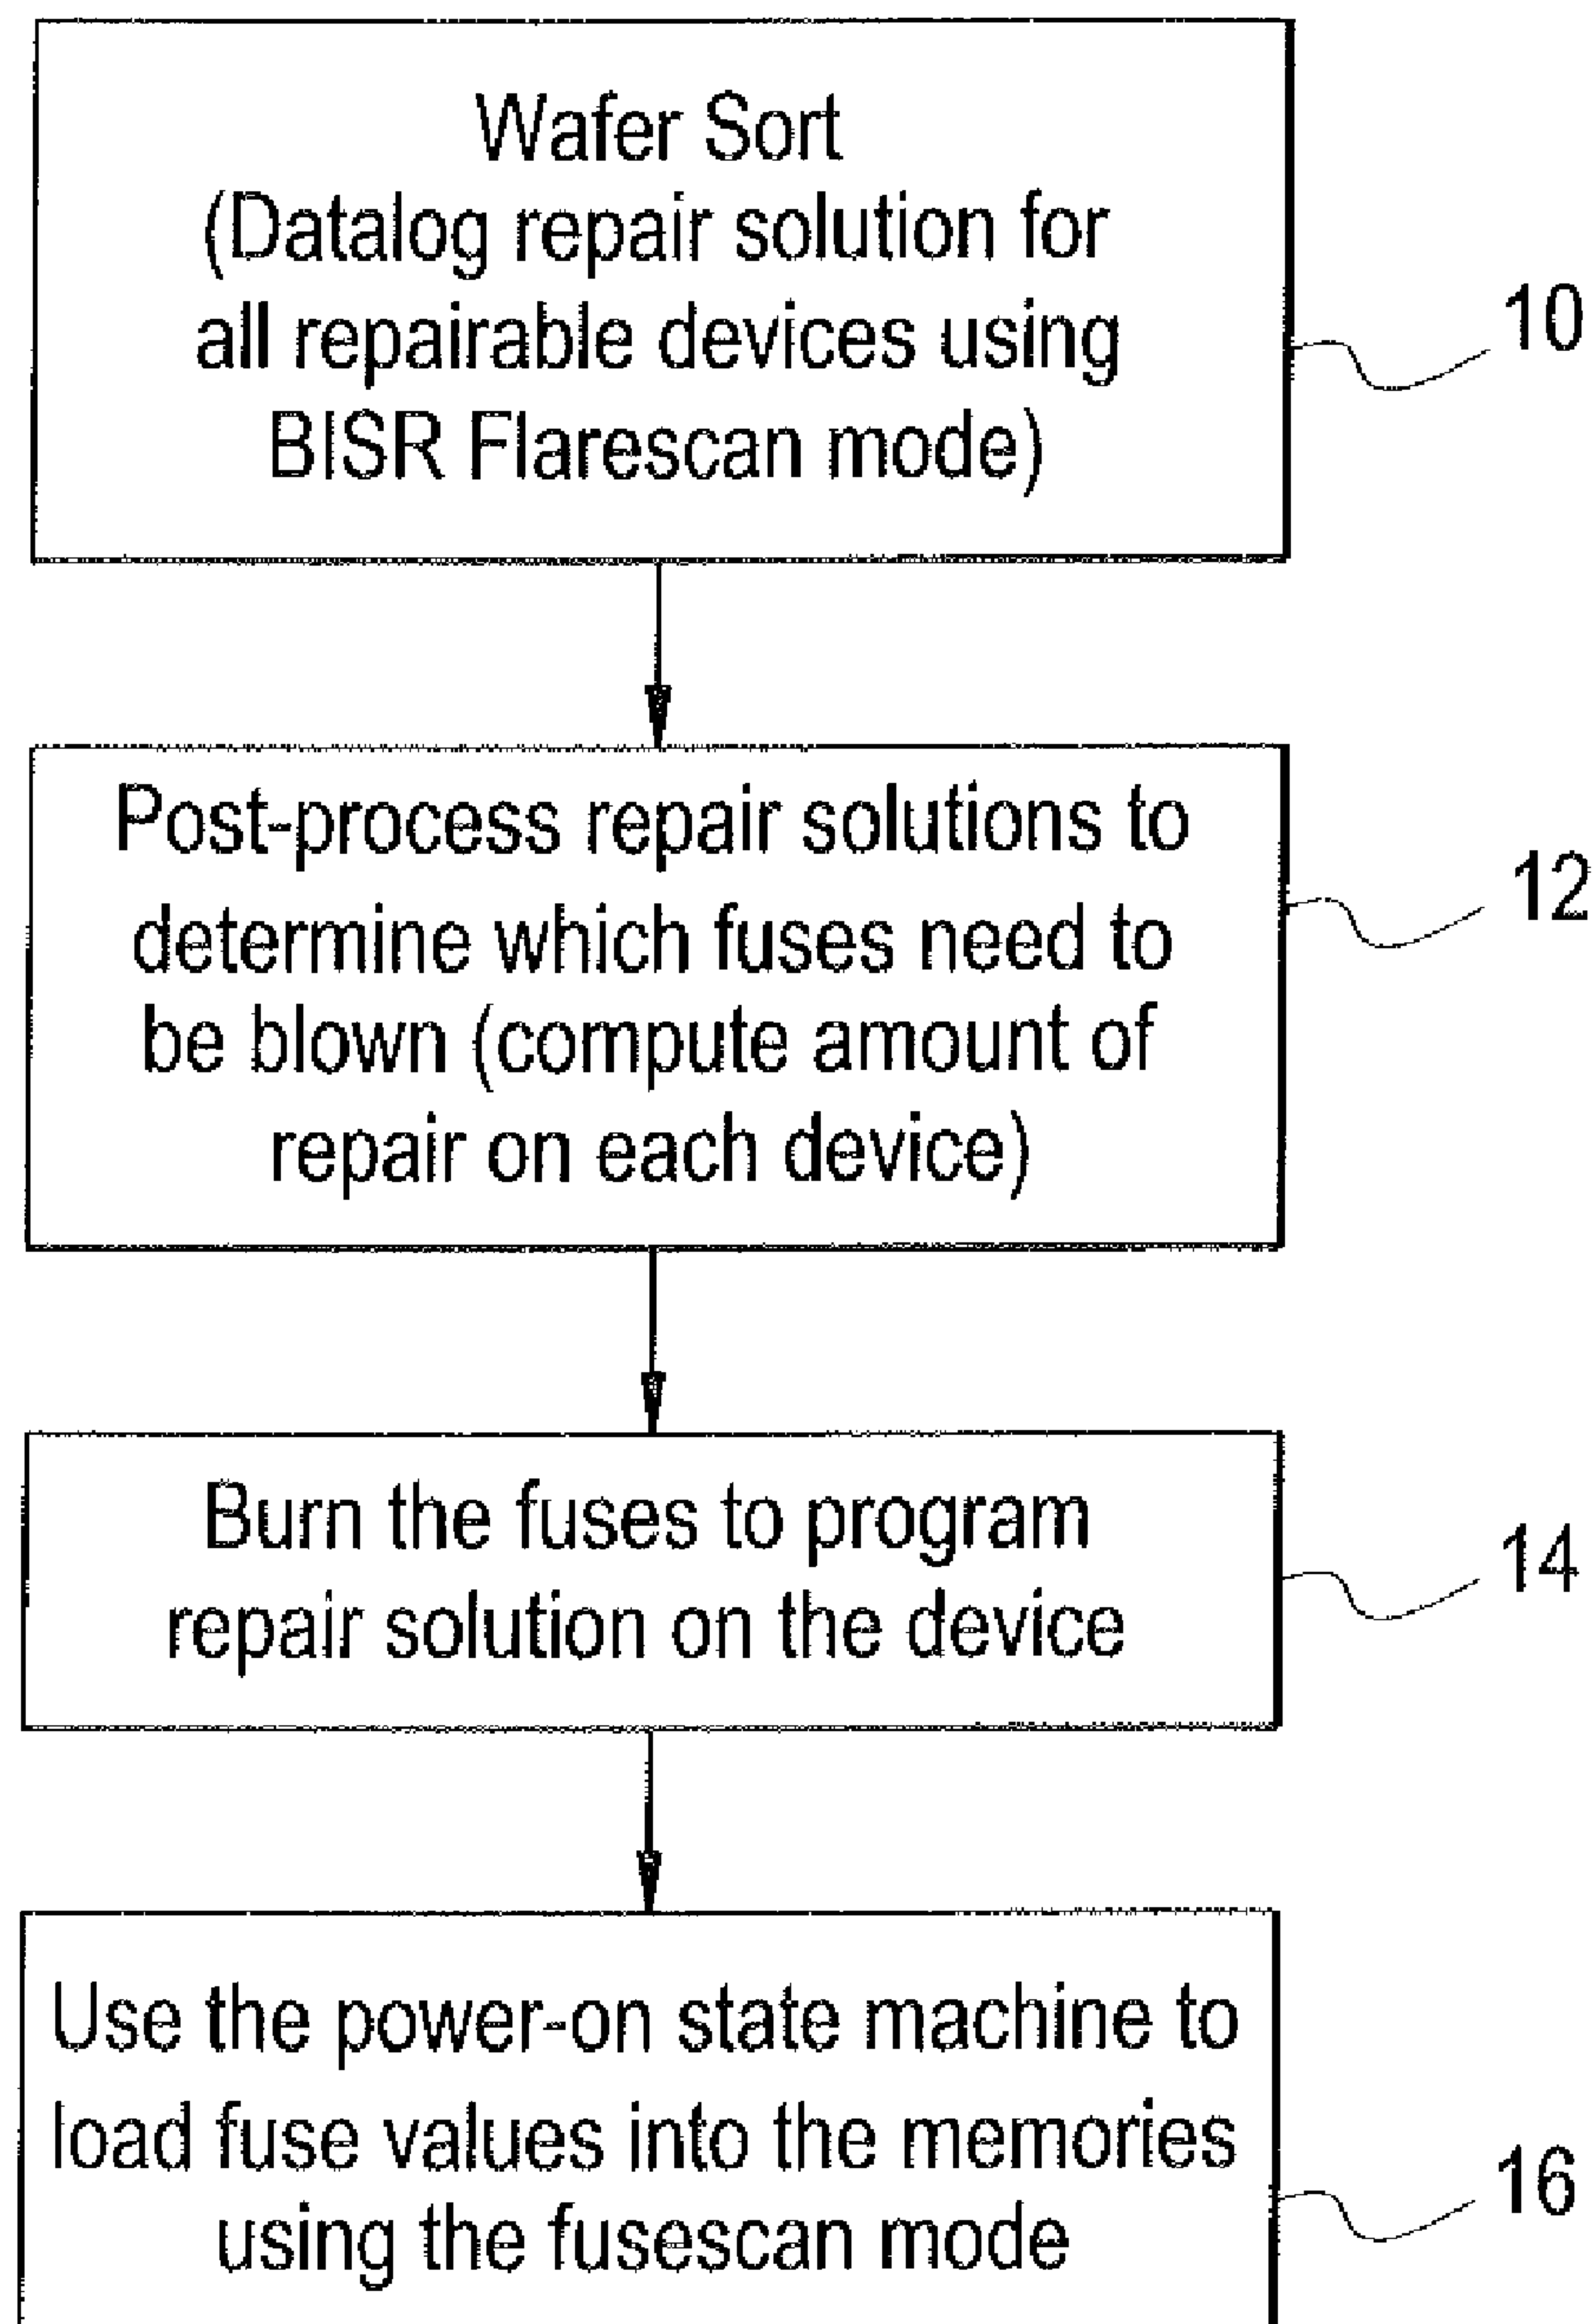 Wafer Sort
(Datalog repair solution for
all repairable devices using
BISR Flarescan mode)
10
Post-process repair solutions to
determine which fuses need to
be blown (compute amount of
repair on each device)
12
Burn the fuses to program
repair solution on the device
14
Use the power-on state machine to
load fuse values into the memories
using the fusescan mode
16